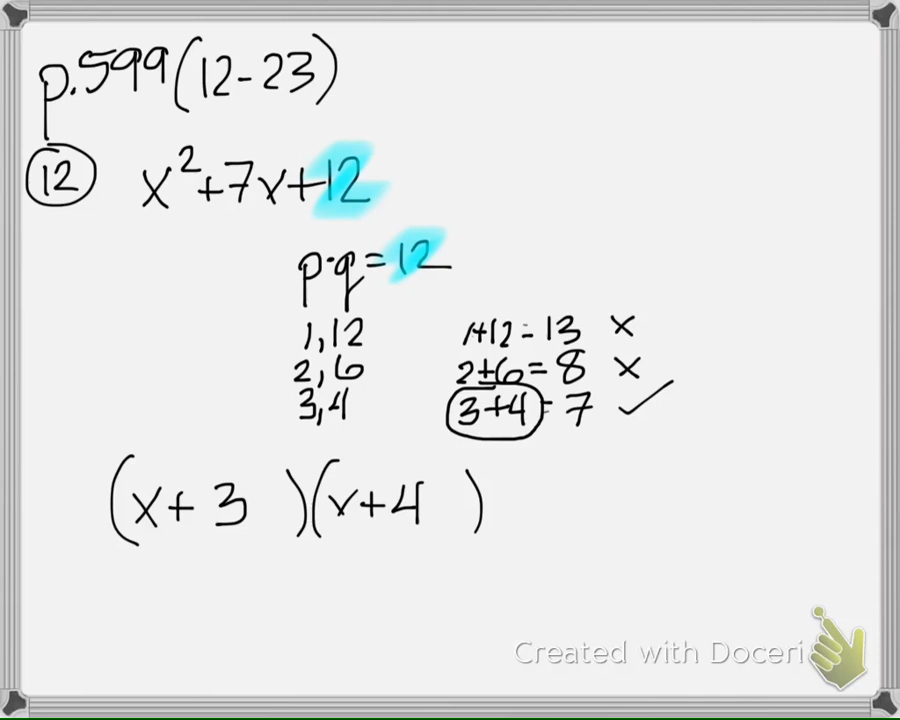 p.599(12-23)
12 x²+7x+12
p·q=12
1,12 1+12=13 x
2,6 2+6=8 x
3,4 3+4=7 ✓
(x+3 )(x+4 )
Created with Doceri